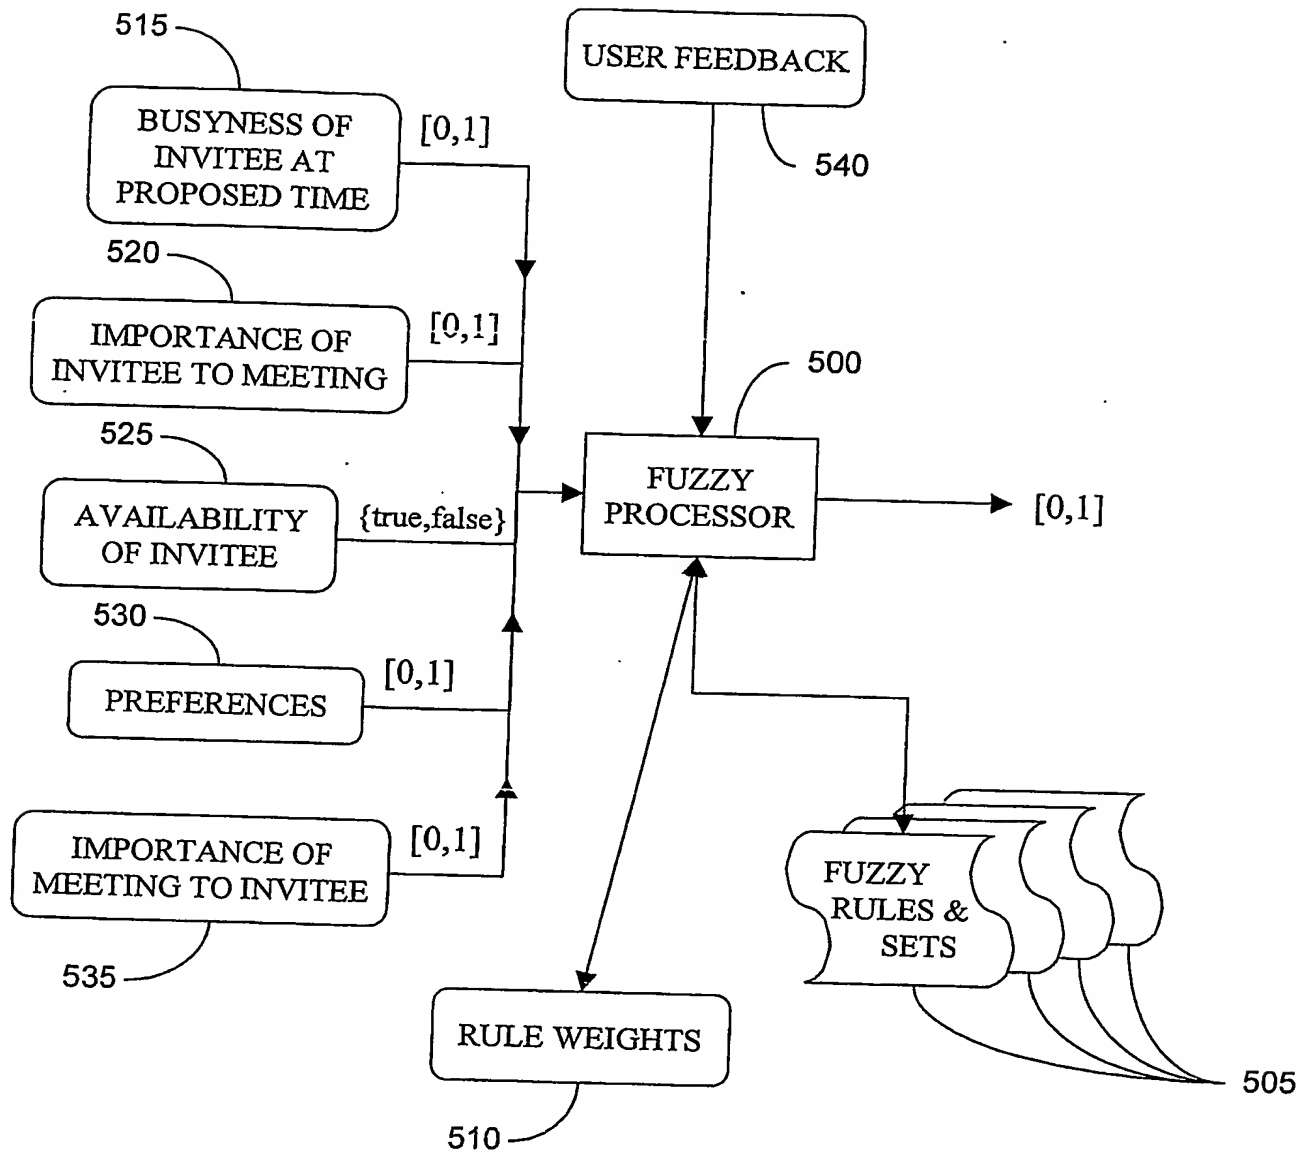 515
BUSYNESS OF
INVITEE AT
PROPOSED TIME
[0,1]
USER FEEDBACK
540
520
IMPORTANCE OF
INVITEE TO MEETING
[0,1]
500
525
AVAILABILITY
OF INVITEE
{true,false}
FUZZY
PROCESSOR
[0,1]
530
PREFERENCES
[0,1]
IMPORTANCE OF
MEETING TO INVITEE
[0,1]
535
FUZZY
RULES &
SETS
RULE WEIGHTS
505
510